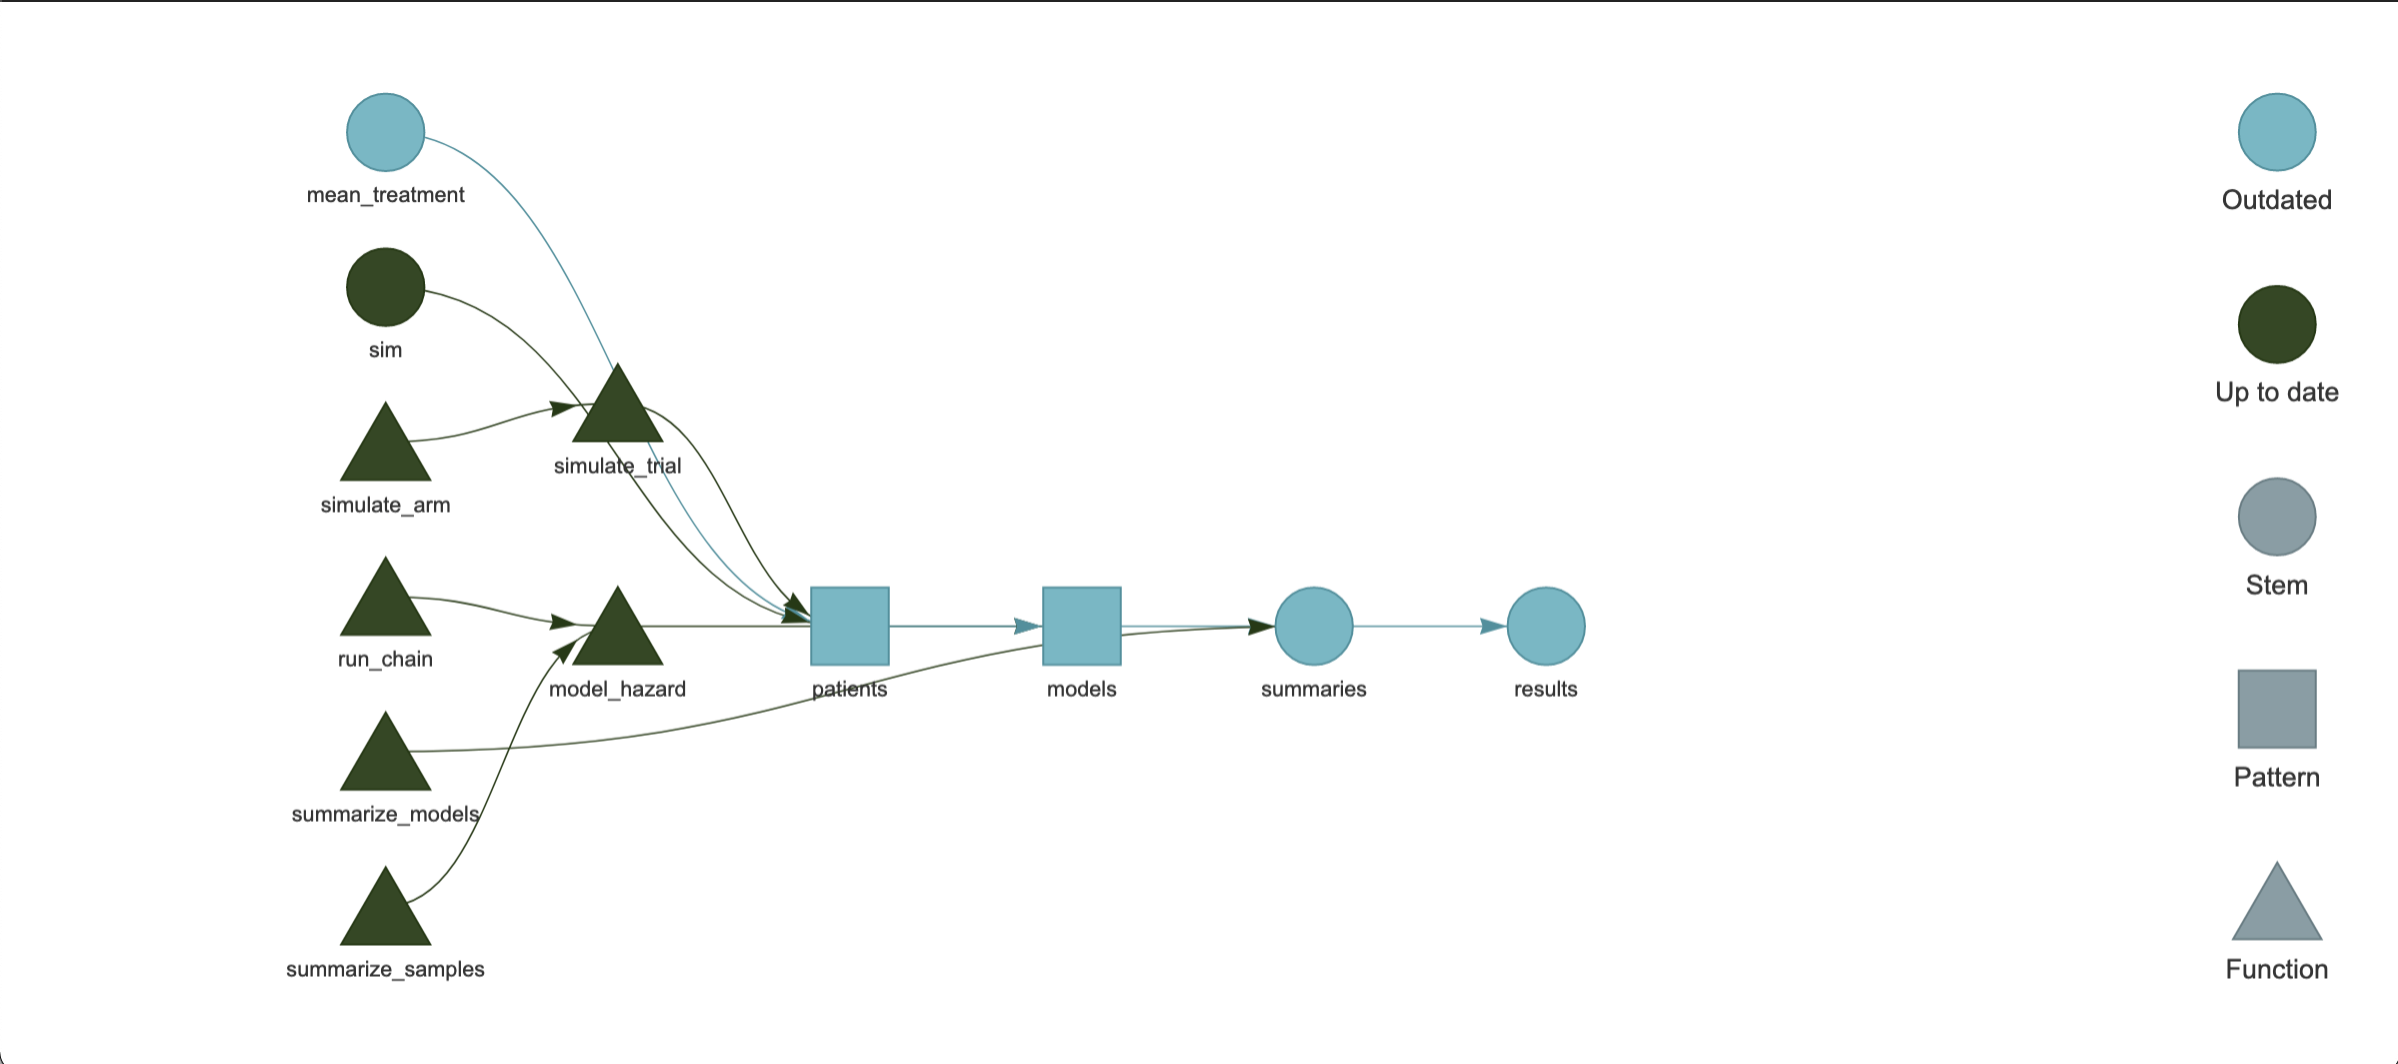 mean_treatment
sim
simulate_arm
run_chain
summarize_models
summarize_samples
simulate_trial
model_hazard
patients
models
summaries
results
Outdated
Up to date
Stem
Pattern
Function